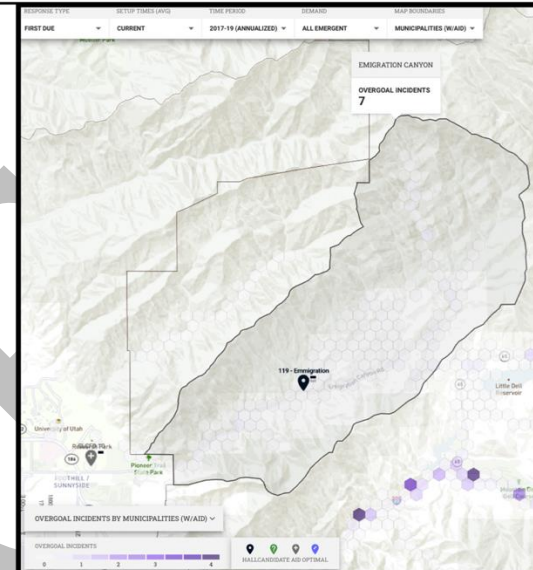 RESPONSE TYPE
SETUP TIMES (AVG)
TIME PERIOD
DEMAND
MAP BOUNDARIES
FIRST DUE
CURRENT
2017-19 (ANNUALIZED)
ALL EMERGENT
MUNICIPALITIES (W/AID)
EMIGRATION CANYON
OVERGOAL INCIDENTS
7
119 - Emmigration
Little Dell
Reservoir
University of Utah
Pioneer Trail
State Park
FOOTHILL /
SUNNYSIDE
OVERGOAL INCIDENTS BY MUNICIPALITIES (W/AID)
OVERGOAL INCIDENTS
0 1 2 3 4
HALLCANDIDATE AID OPTIMAL